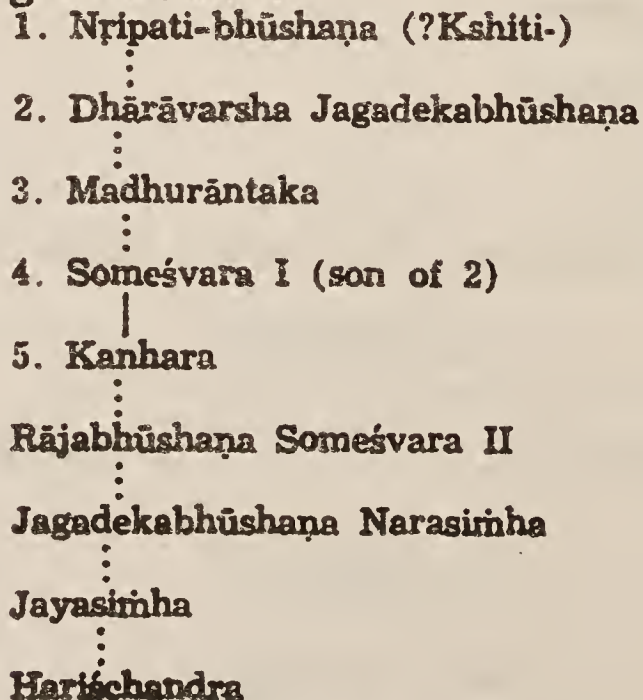 1. Nṛipati-bhūshaṇa (?Kshiti-)
2. Dhārāvarsha Jagadekabhūshaṇa
3. Madhurāntaka
4. Someśvara I (son of 2)
5. Kanhara
Rājabhūshaṇa Someśvara II
Jagadekabhūshaṇa Narasiṁha
Jayasiṁha
Hariśchandra